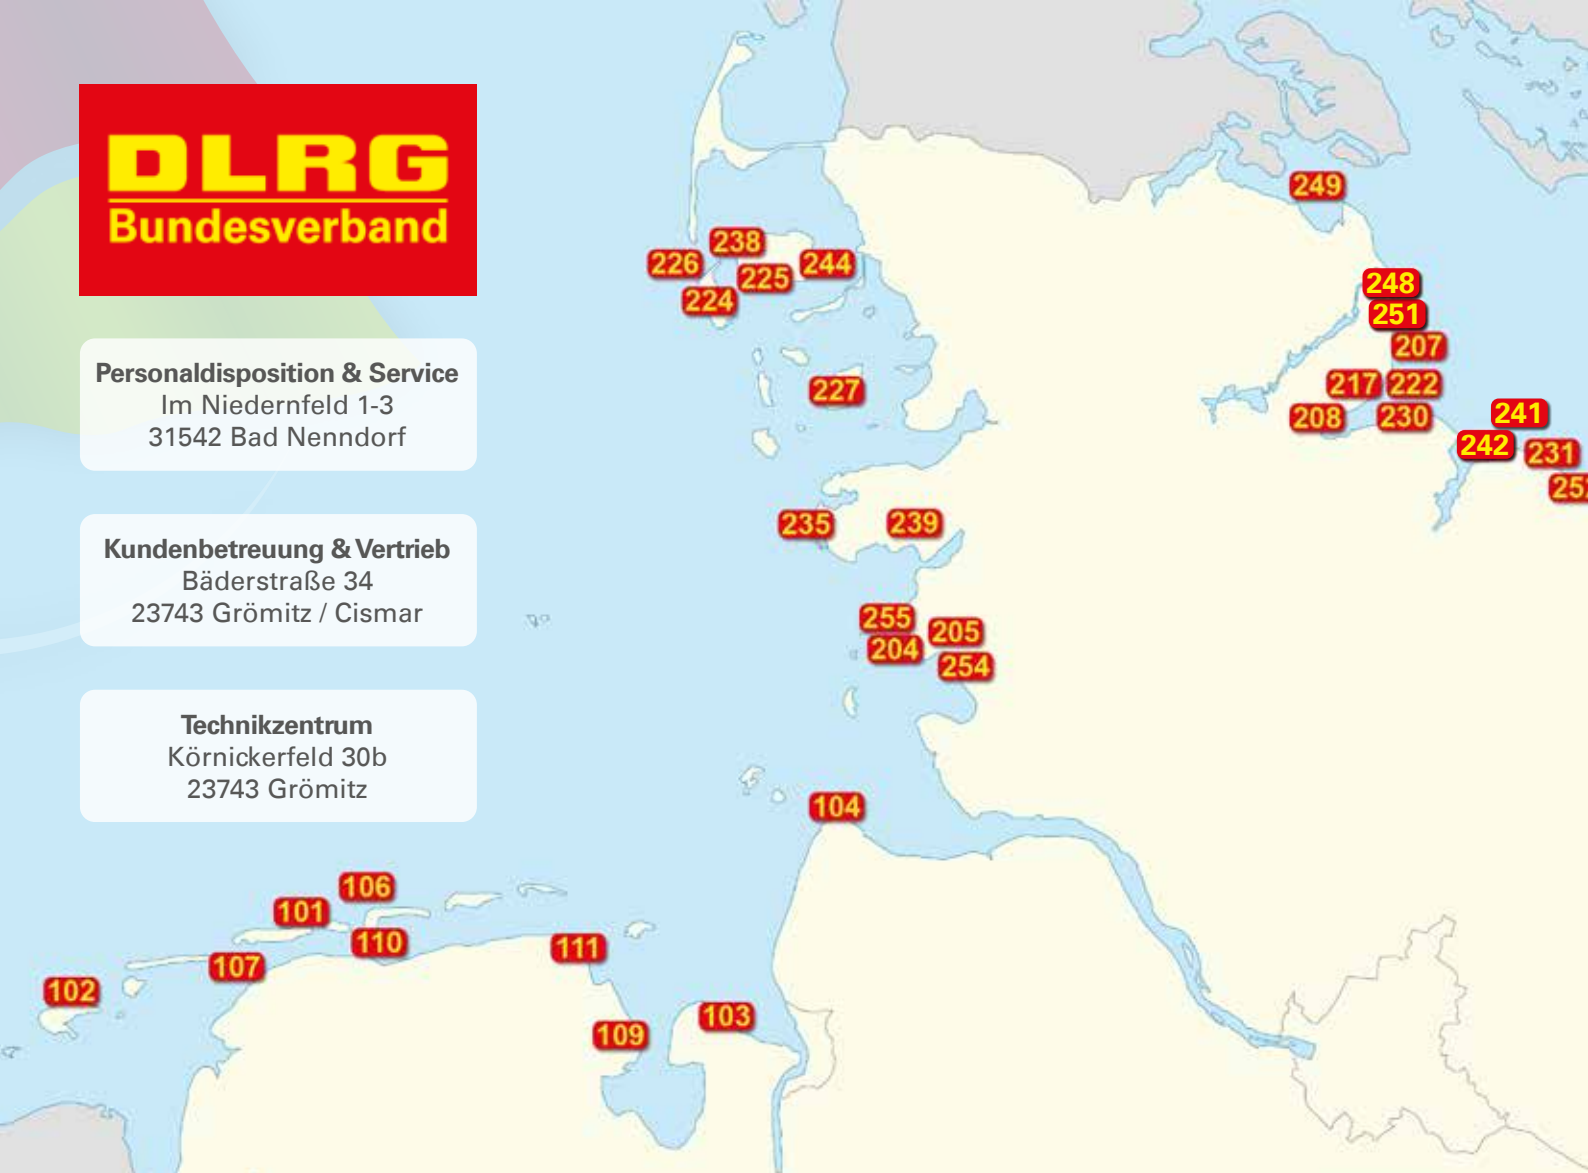 DLRG
Bundesverband
Personaldisposition & Service
Im Niedernfeld 1-3
31542 Bad Nenndorf
Kundenbetreuung & Vertrieb
Bäderstraße 34
23743 Grömitz / Cismar
Technikzentrum
Körnickerfeld 30b
23743 Grömitz
249
238
226
225
244
224
248
251
207
227
217
222
208
230
241
242
231
235
239
255
204
205
254
104
106
101
110
111
107
102
103
109